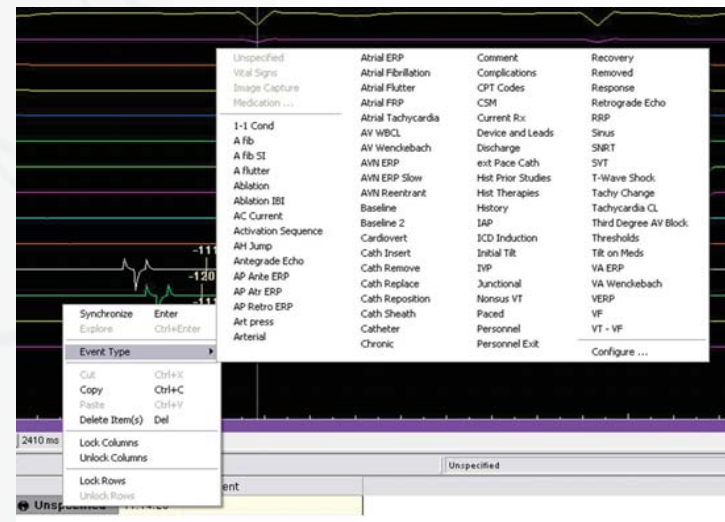 Unspecified
Vital Signs
Image Capture
Medication ...
1-1 Cond
A fib
A fib SI
A flutter
Ablation
Ablation IBI
AC Current
Activation Sequence
AH Jump
Antegrade Echo
AP Ante ERP
AP Atr ERP
AP Retro ERP
Art press
Arterial
Atrial ERP
Atrial Fibrillation
Atrial Flutter
Atrial FRP
Atrial Tachycardia
AV WBCL
AV Wenckebach
AVN ERP
AVN ERP Slow
AVN Reentrant
Baseline
Baseline 2
Cardiovert
Cath Insert
Cath Remove
Cath Replace
Cath Reposition
Cath Sheath
Catheter
Chronic
Comment
Complications
CPT Codes
CSM
Current Rx
Device and Leads
Discharge
ext Pace Cath
Hist Prior Studies
Hist Therapies
History
IAP
ICD Induction
Initial Tilt
IVP
Junctional
Nonsus VT
Paced
Personnel
Personnel Exit
Recovery
Removed
Response
Retrograde Echo
RRP
Sinus
SNRT
SVT
T-Wave Shock
Tachy Change
Tachycardia CL
Third Degree AV Block
Thresholds
Tilt on Meds
VA ERP
VA Wenckebach
VERP
VF
VT - VF
Configure ...
-111
-120
-111
Synchronize Enter
Explore Ctrl+Enter
Event Type
Cut Ctrl+X
Copy Ctrl+C
Paste Ctrl+V
Delete Item(s) Del
Lock Columns
Unlock Columns
Lock Rows
Unlock Rows
2410 ms
Unspecified
ent